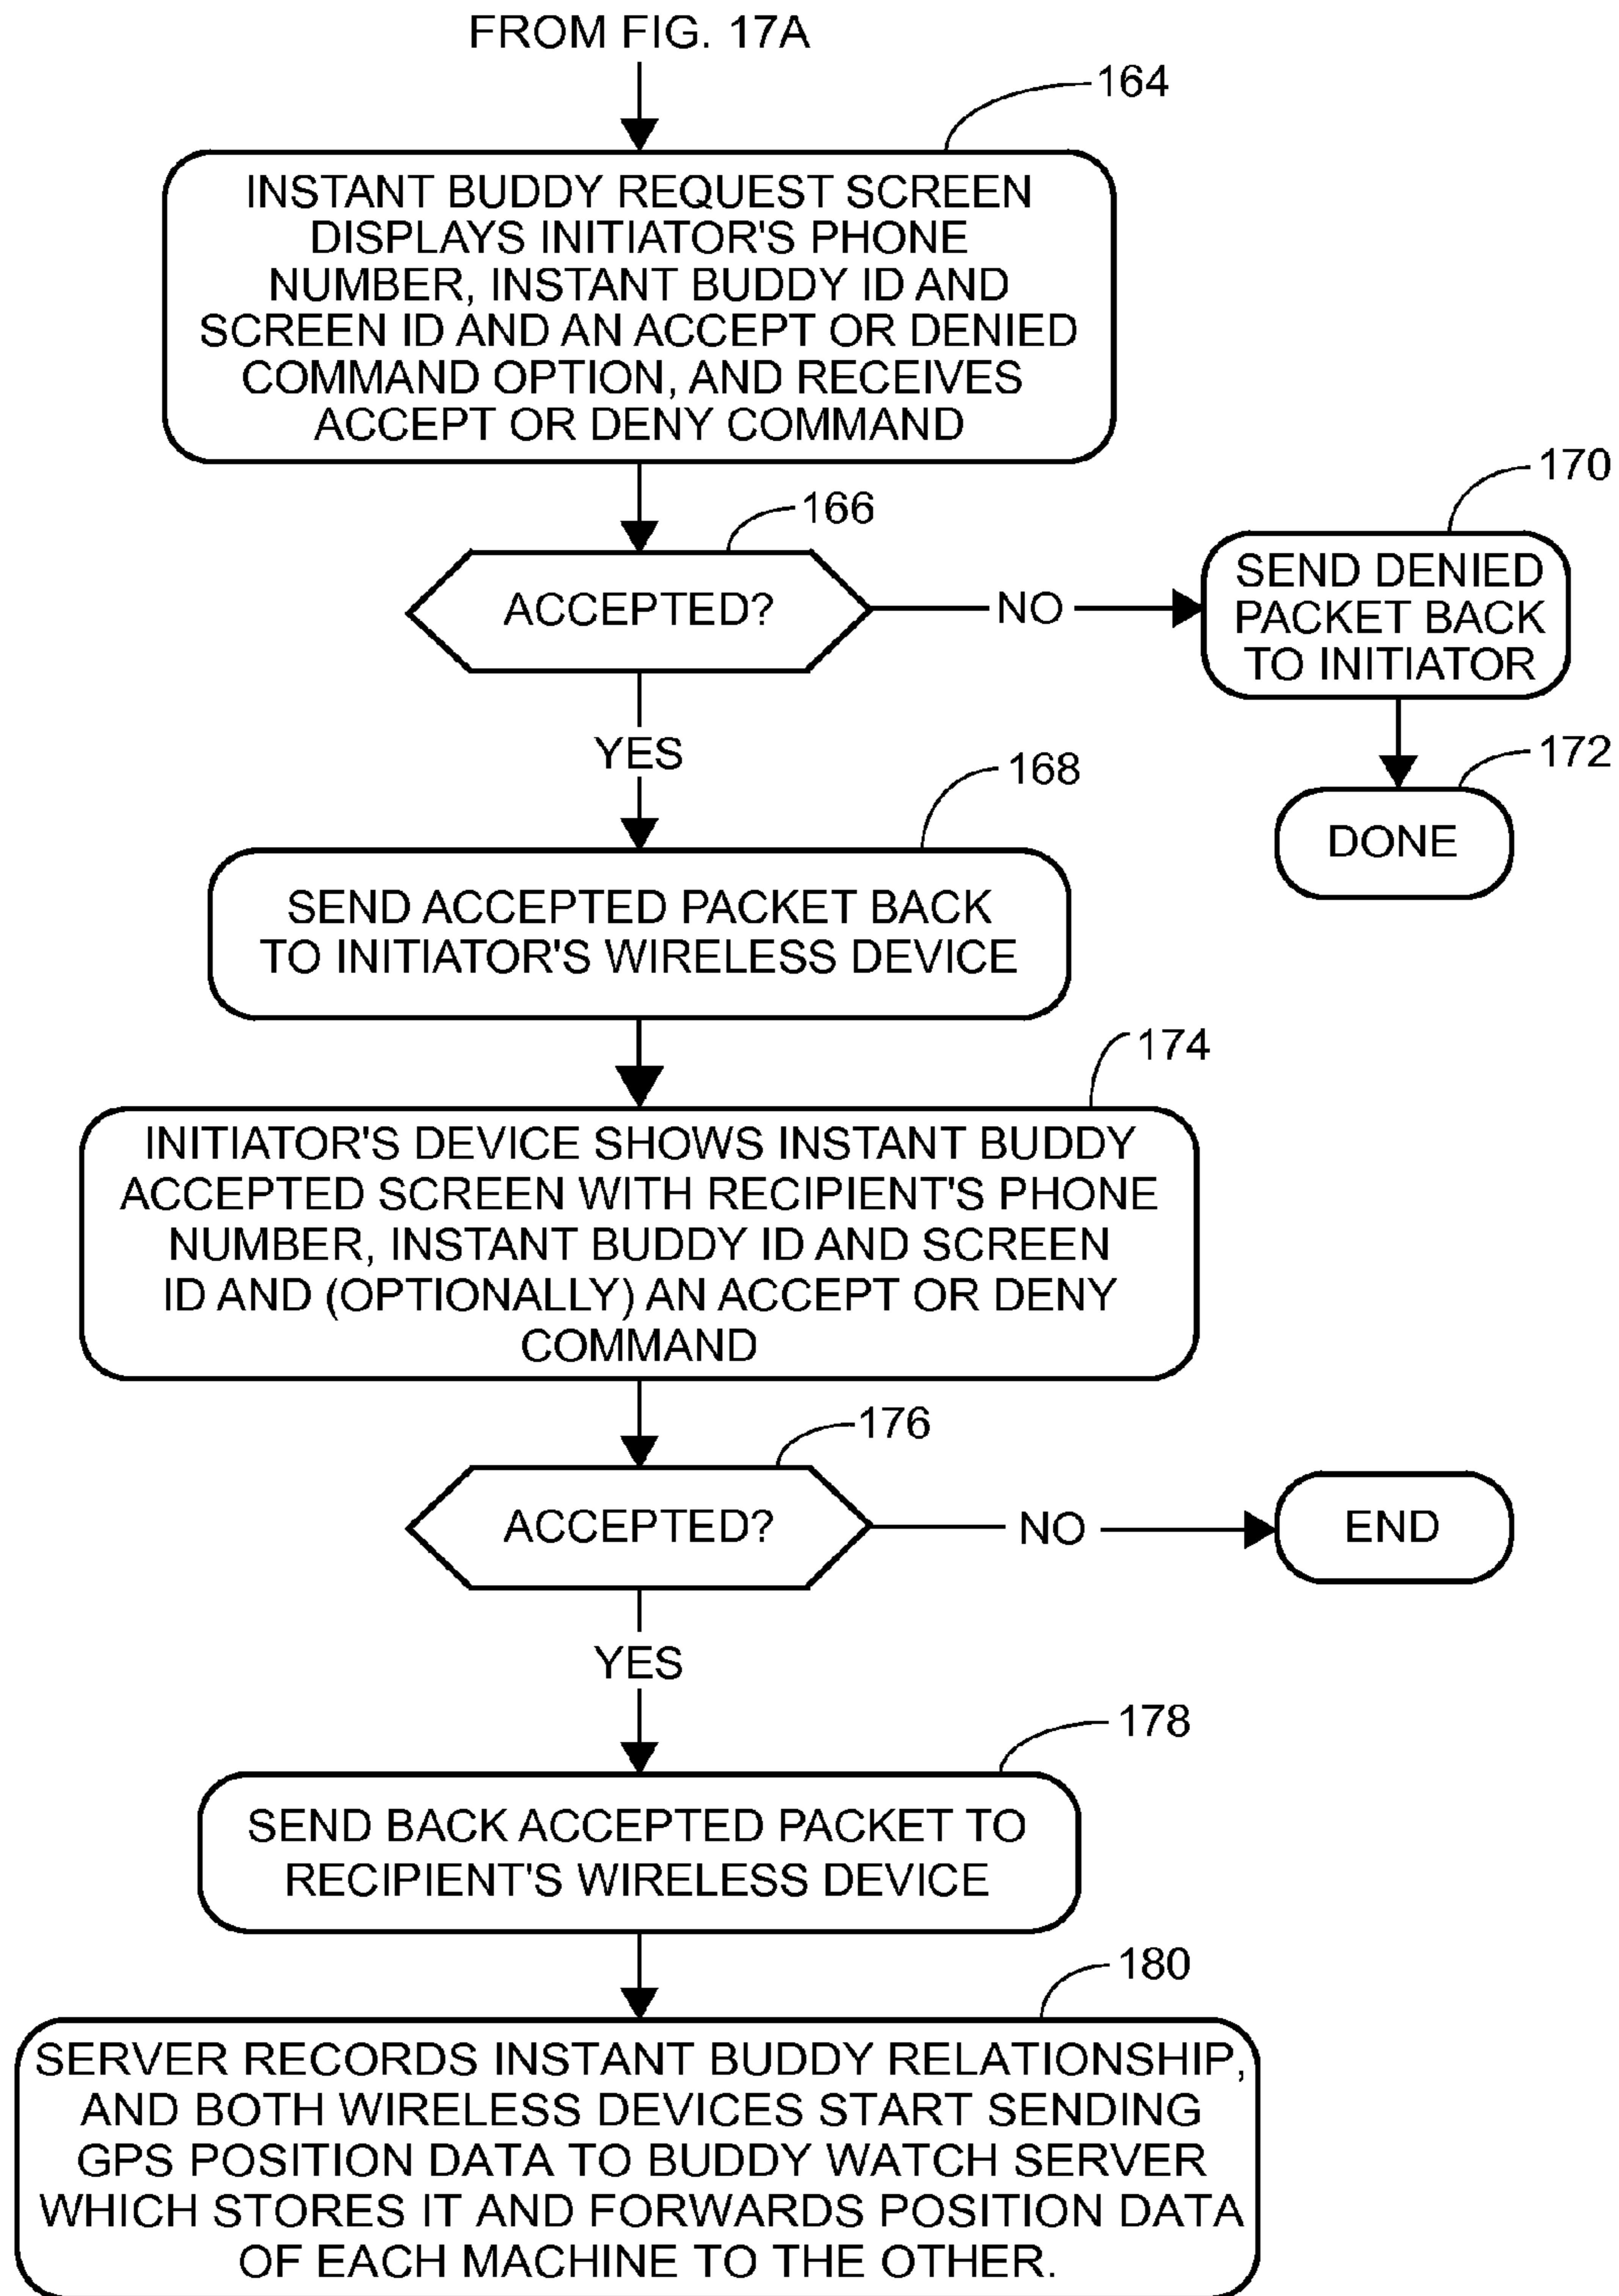 FROM FIG. 17A
164
INSTANT BUDDY REQUEST SCREEN
DISPLAYS INITIATOR'S PHONE
NUMBER, INSTANT BUDDY ID AND
SCREEN ID AND AN ACCEPT OR DENIED
COMMAND OPTION, AND RECEIVES
ACCEPT OR DENY COMMAND
166
ACCEPTED?
NO
170
SEND DENIED
PACKET BACK
TO INITIATOR
172
DONE
YES
168
SEND ACCEPTED PACKET BACK
TO INITIATOR'S WIRELESS DEVICE
174
INITIATOR'S DEVICE SHOWS INSTANT BUDDY
ACCEPTED SCREEN WITH RECIPIENT'S PHONE
NUMBER, INSTANT BUDDY ID AND SCREEN
ID AND (OPTIONALLY) AN ACCEPT OR DENY
COMMAND
176
ACCEPTED?
NO
END
YES
178
SEND BACK ACCEPTED PACKET TO
RECIPIENT'S WIRELESS DEVICE
180
SERVER RECORDS INSTANT BUDDY RELATIONSHIP,
AND BOTH WIRELESS DEVICES START SENDING
GPS POSITION DATA TO BUDDY WATCH SERVER
WHICH STORES IT AND FORWARDS POSITION DATA
OF EACH MACHINE TO THE OTHER.